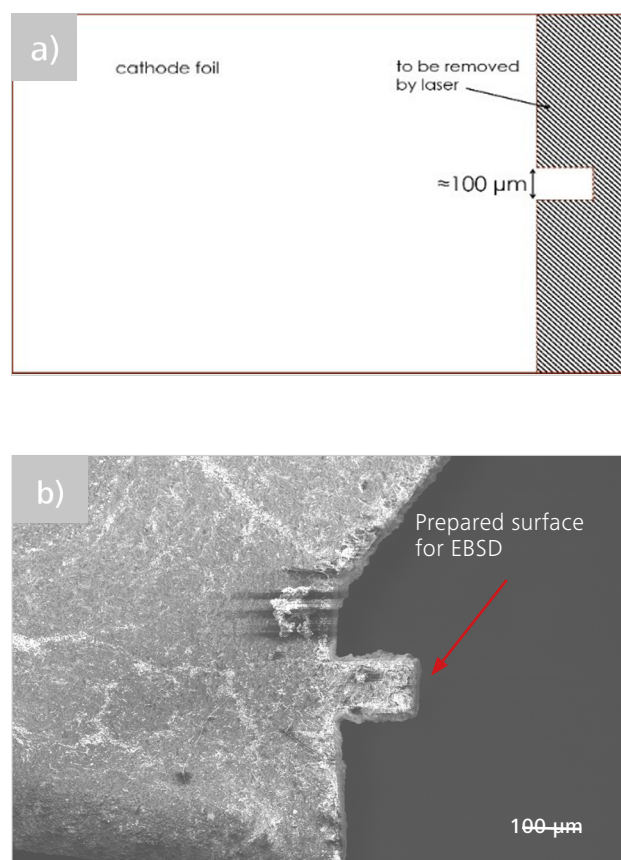 a)
cathode foil
to be removed
by laser
≈100 µm
b)
Prepared surface
for EBSD
100 µm